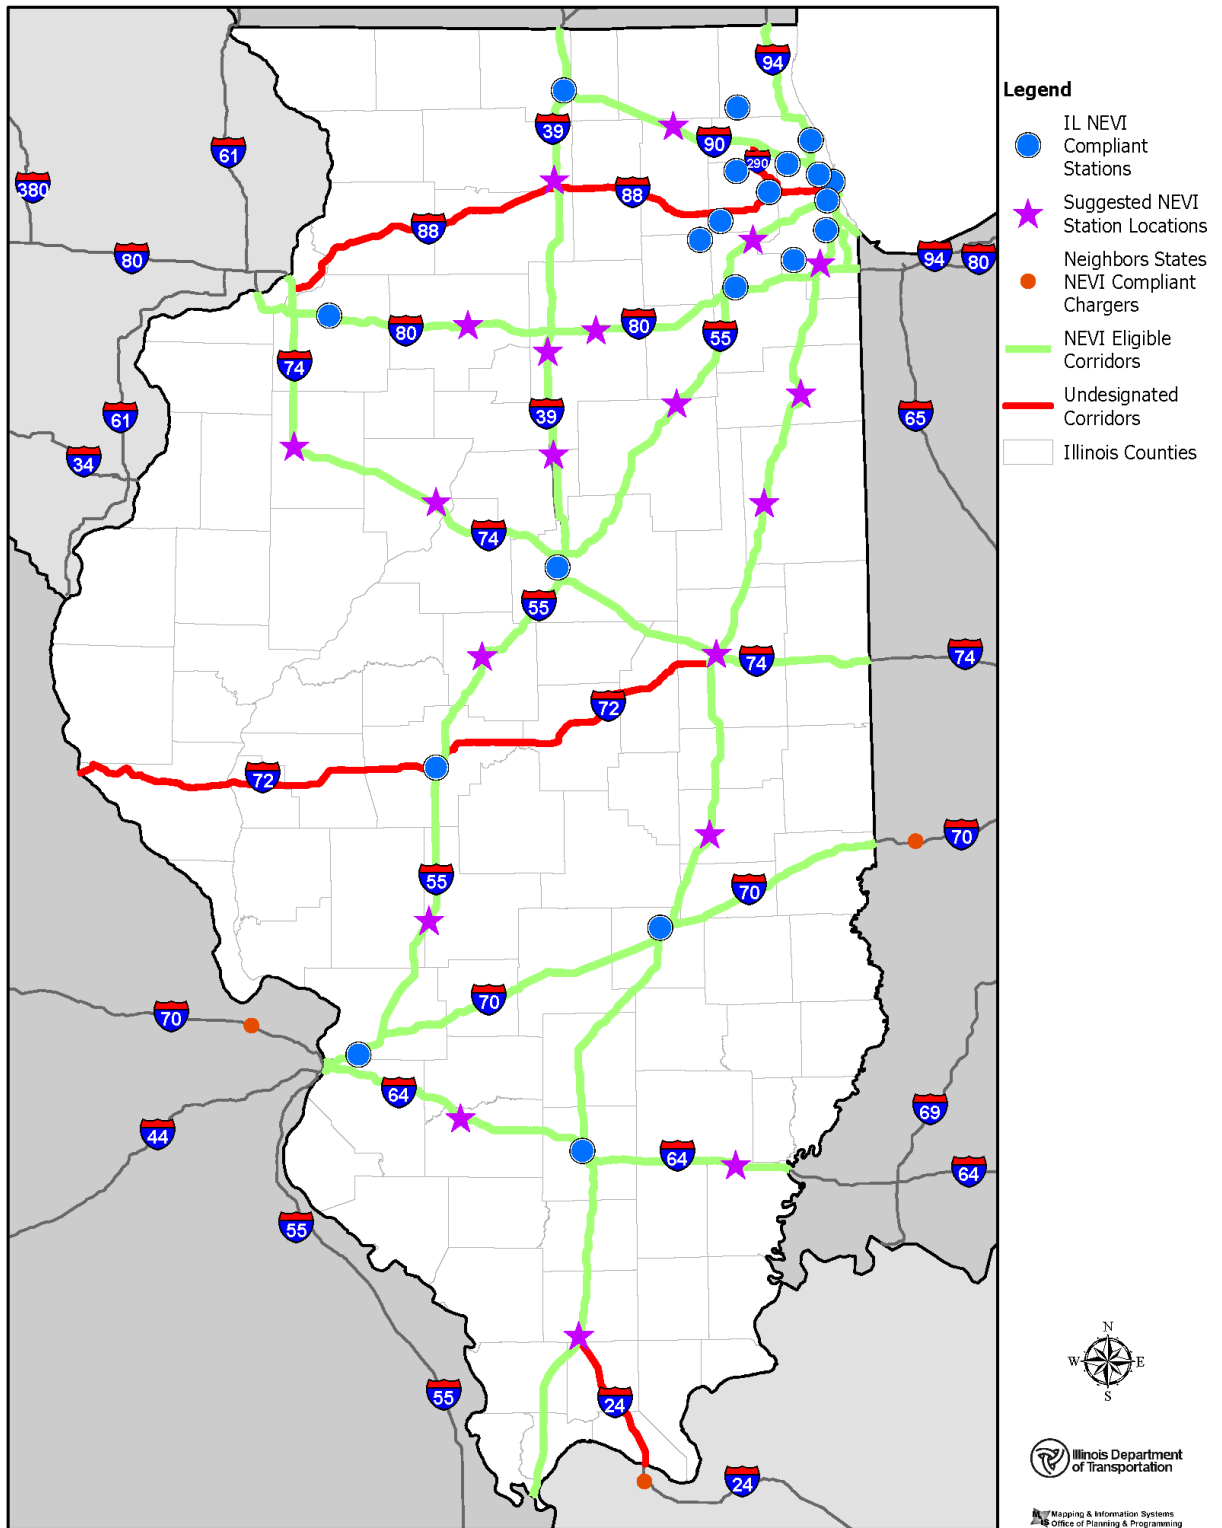 94
39
90
61
290
380
88
88
80
94
80
80
80
55
74
39
61
65
34
74
55
74
74
72
72
70
55
70
70
70
64
69
44
64
64
55
55
24
24
Legend
IL NEVI
Compliant
Stations
Suggested NEVI
Station Locations
Neighbors States
NEVI Compliant
Chargers
NEVI Eligible
Corridors
Undesignated
Corridors
Illinois Counties
N
W E
S
Illinois Department
of Transportation
Mapping & Information Systems
Office of Planning & Programming